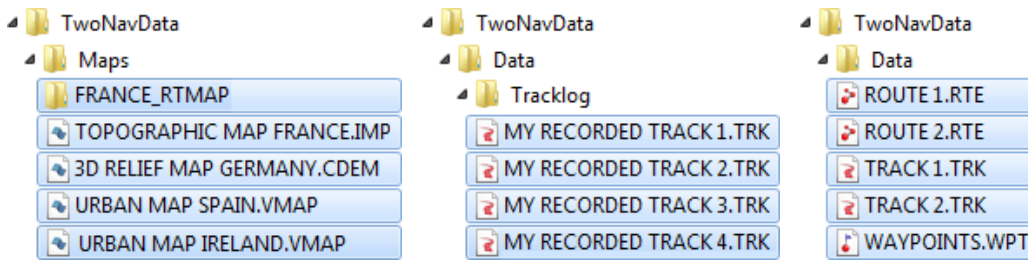 TwoNavData
Maps
FRANCE_RTMAP
TOPOGRAPHIC MAP FRANCE.IMP
3D RELIEF MAP GERMANY.CDEM
URBAN MAP SPAIN.VMAP
URBAN MAP IRELAND.VMAP
TwoNavData
Data
Tracklog
MY RECORDED TRACK 1.TRK
MY RECORDED TRACK 2.TRK
MY RECORDED TRACK 3.TRK
MY RECORDED TRACK 4.TRK
TwoNavData
Data
ROUTE 1.RTE
ROUTE 2.RTE
TRACK 1.TRK
TRACK 2.TRK
WAYPOINTS.WPT